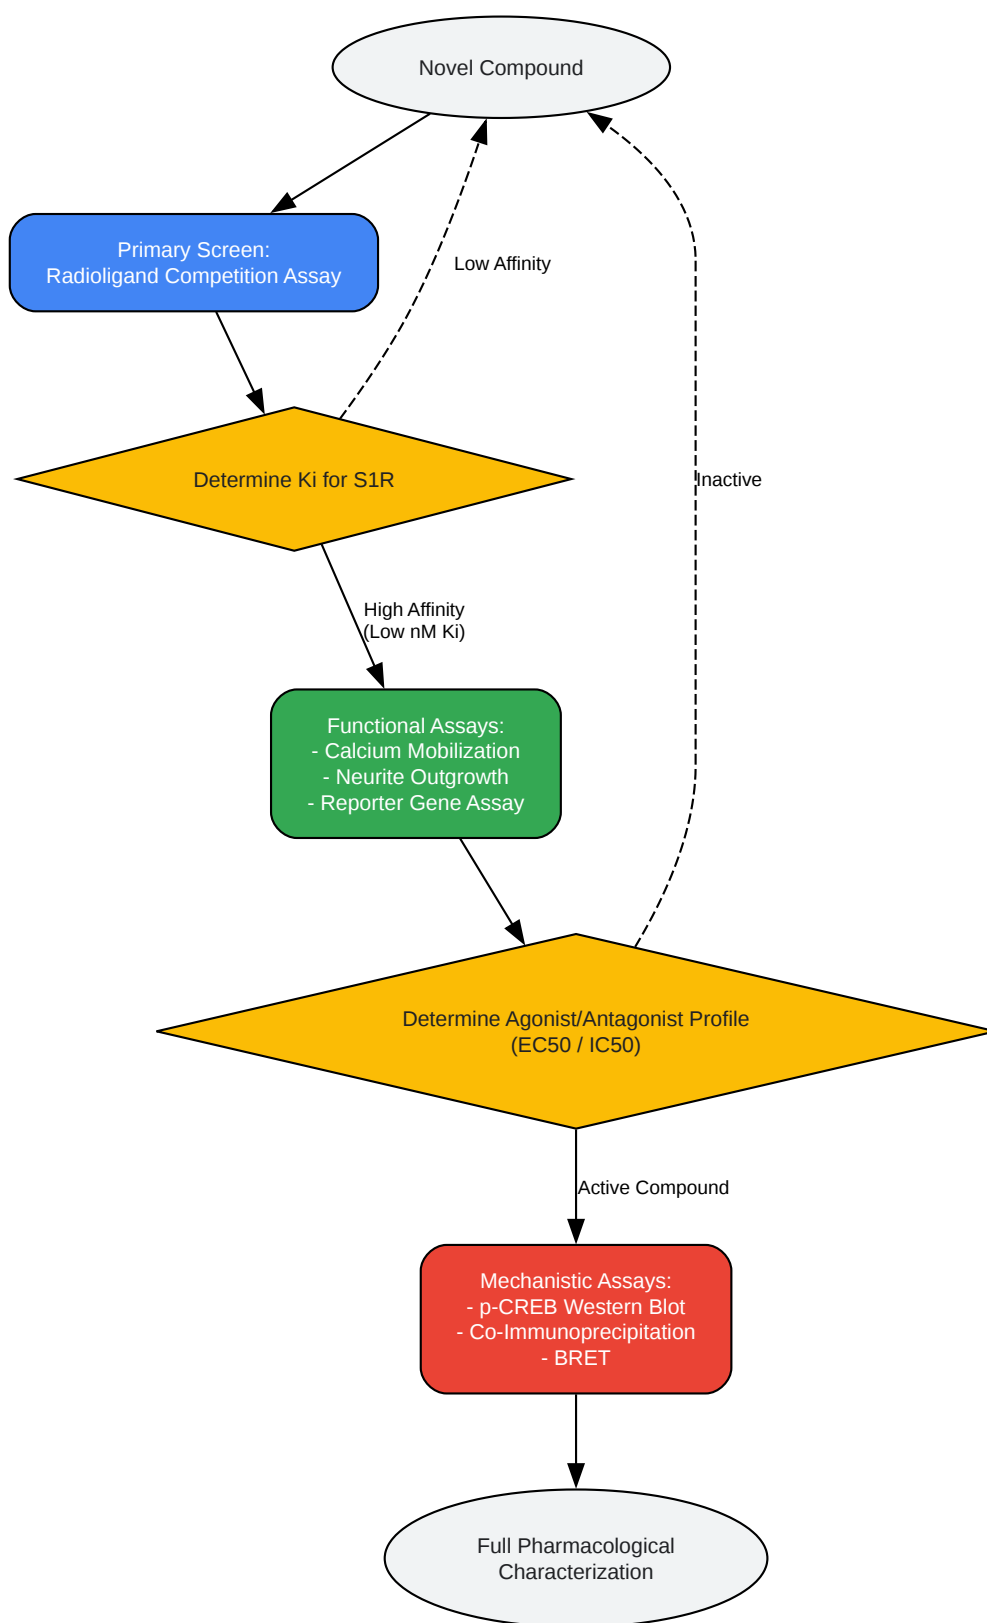 Novel Compound
Primary Screen:
Radioligand Competition Assay
Low Affinity
Determine Ki for S1R
Inactive
High Affinity
(Low nM Ki)
Functional Assays:
- Calcium Mobilization
- Neurite Outgrowth
- Reporter Gene Assay
Determine Agonist/Antagonist Profile
(EC50 / IC50)
Active Compound
Mechanistic Assays:
- p-CREB Western Blot
- Co-Immunoprecipitation
- BRET
Full Pharmacological
Characterization